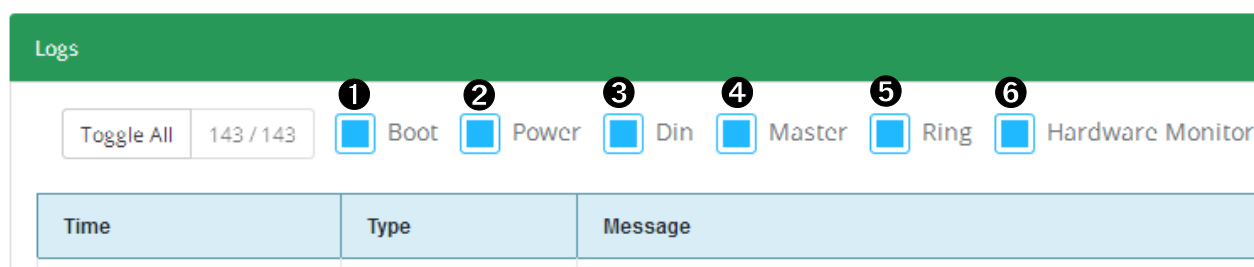 Logs
❶ ❷ ❸ ❹ ❺ ❻
Toggle All 143 / 143 Boot Power Din Master Ring Hardware Monitor
Time Type Message